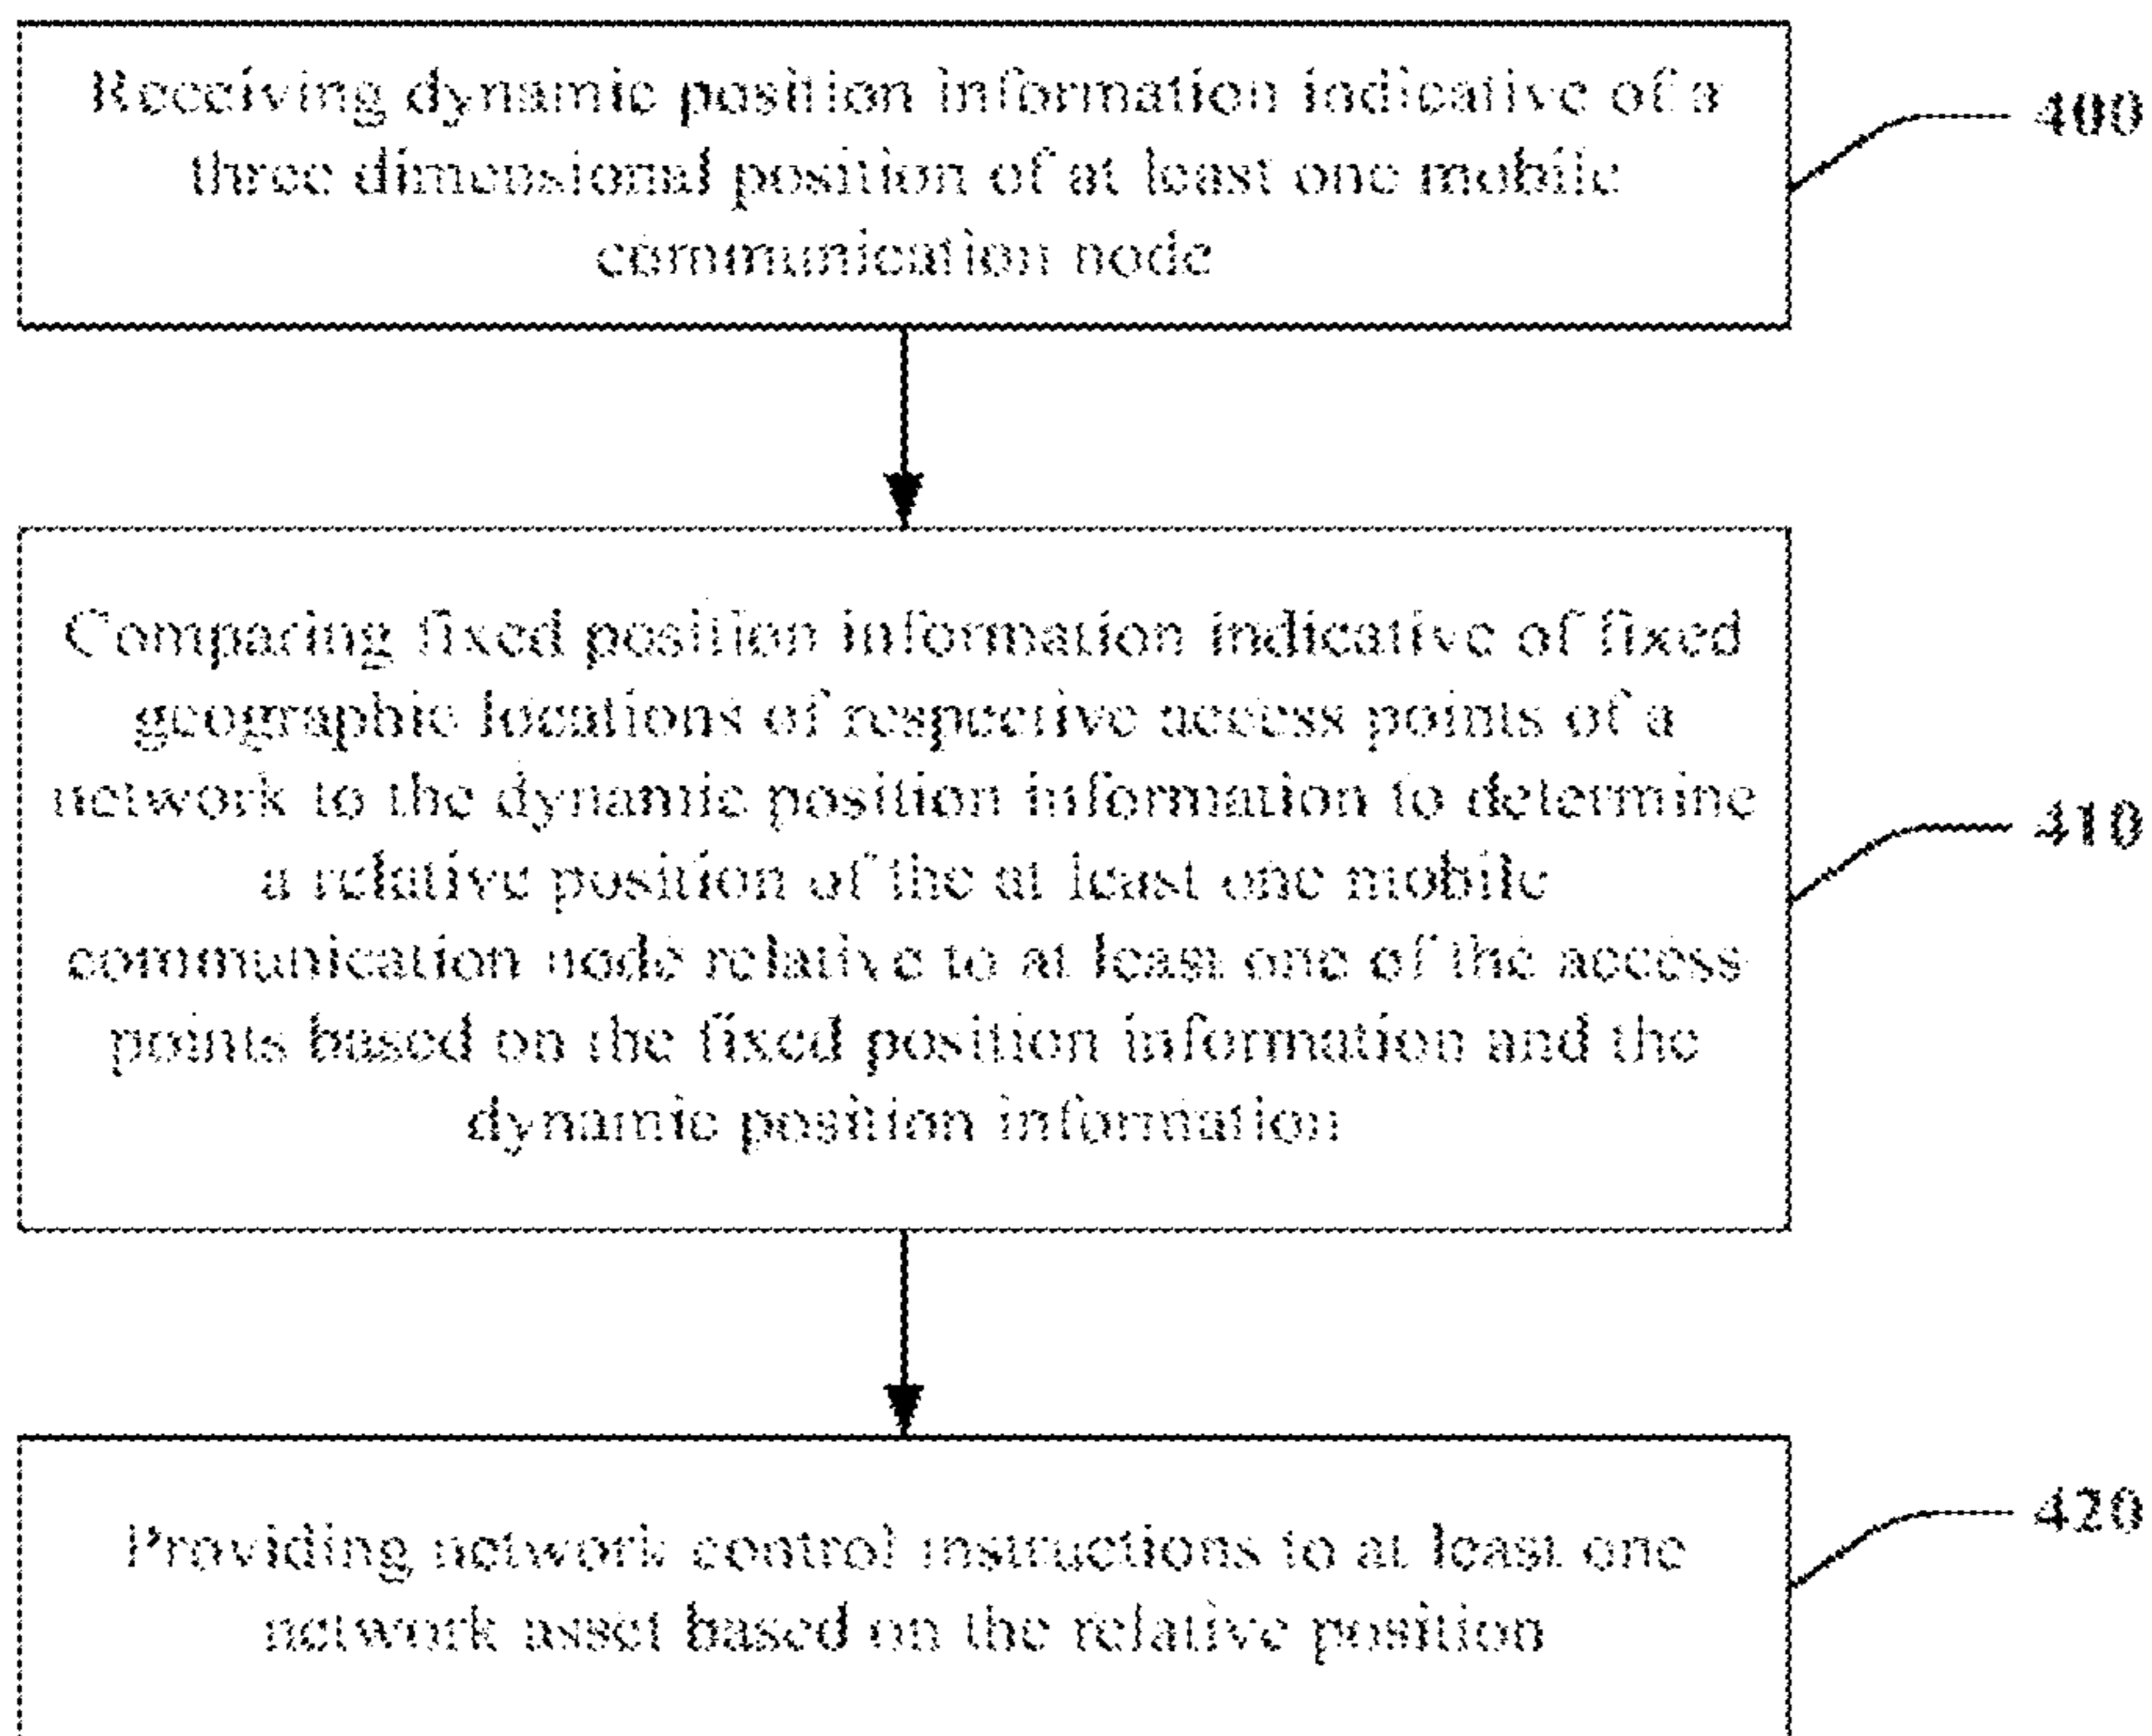 Receiving dynamic position information indicative of a
three dimensional position of at least one mobile
communication node
400
Comparing fixed position information indicative of fixed
geographic locations of respective access points of a
network to the dynamic position information to determine
a relative position of the at least one mobile
communication node relative to at least one of the access
points based on the fixed position information and the
dynamic position information
410
Providing network control instructions to at least one
network asset based on the relative position
420